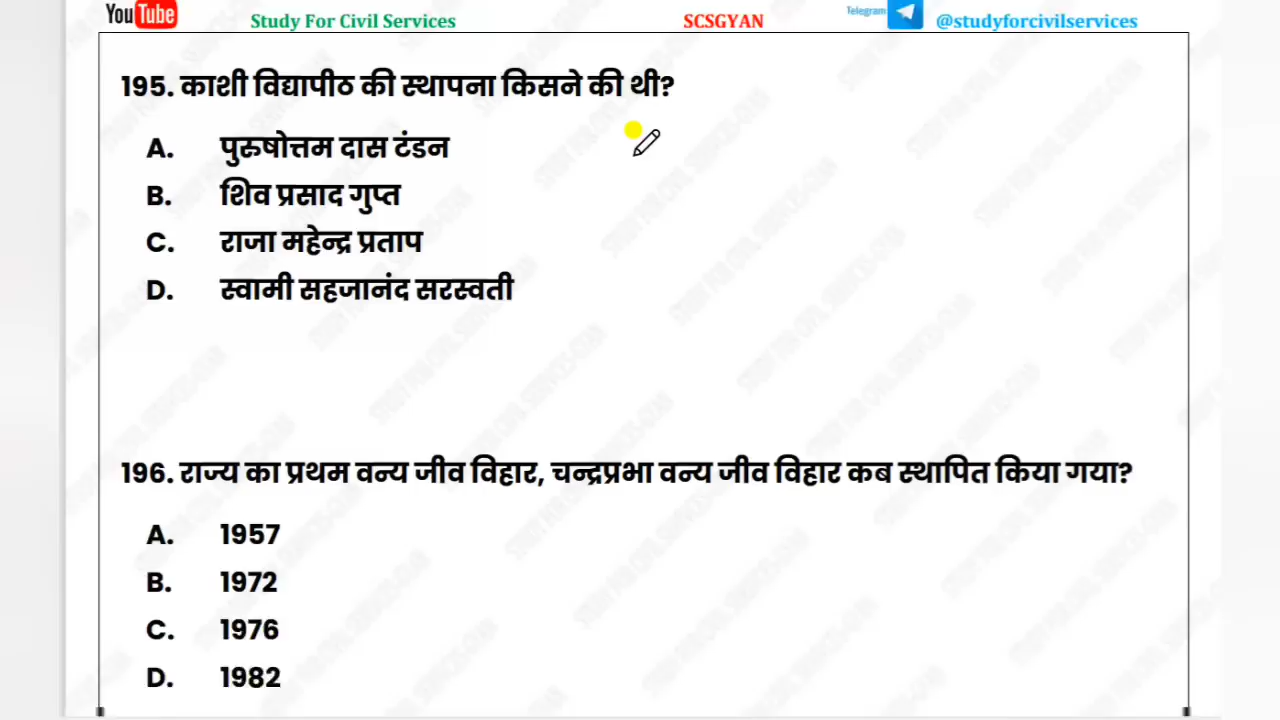 YouTube Study For Civil Services SCSGYAN Telegram @studyforcivilservices
195. काशी विद्यापीठ की स्थापना किसने की थी?
A. पुरुषोत्तम दास टंडन
B. शिव प्रसाद गुप्त
C. राजा महेन्द्र प्रताप
D. स्वामी सहजानंद सरस्वती
196. राज्य का प्रथम वन्य जीव विहार, चन्द्रप्रभा वन्य जीव विहार कब स्थापित किया गया?
A. 1957
B. 1972
C. 1976
D. 1982